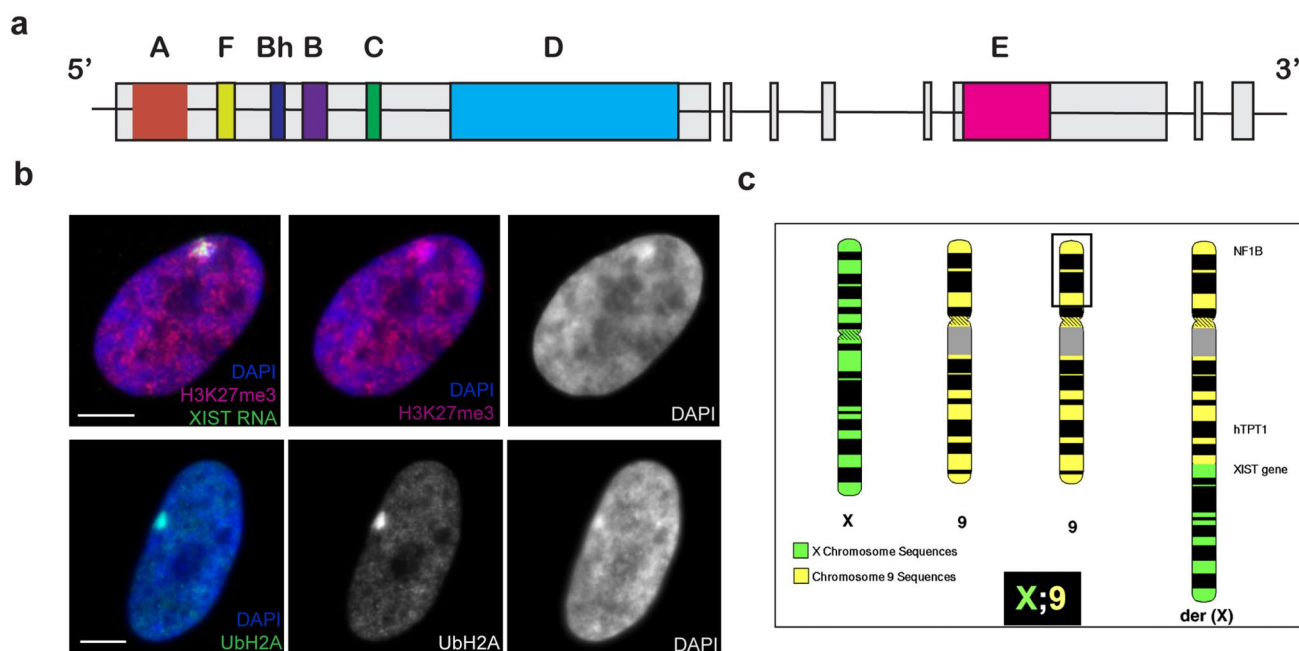 a
A F Bh B C D E
5’ 3’
b
DAPI
H3K27me3
XIST RNA
DAPI
H3K27me3
DAPI
DAPI
UbH2A
UbH2A
DAPI
c
NF1B
hTPT1
XIST gene
X 9 9
der (X)
X Chromosome Sequences
Chromosome 9 Sequences
X;9